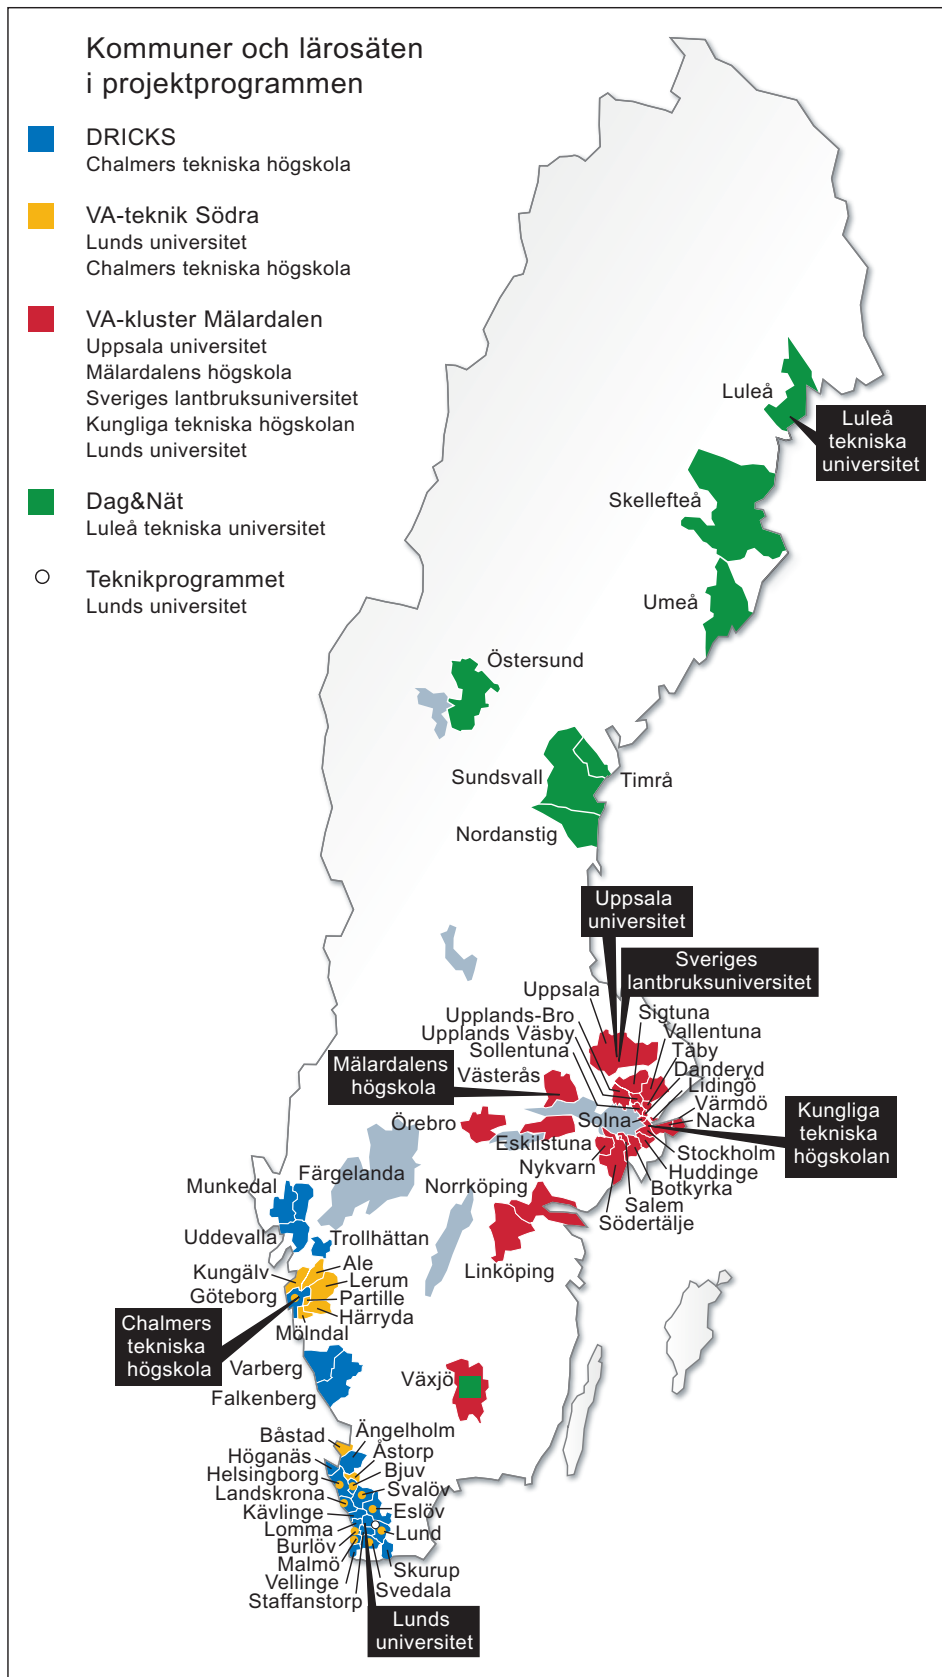 Kommuner och lärosäten
i projektprogrammen
DRICKS
Chalmers tekniska högskola
VA-teknik Södra
Lunds universitet
Chalmers tekniska högskola
VA-kluster Mälardalen
Uppsala universitet
Mälardalens högskola
Sveriges lantbruksuniversitet
Kungliga tekniska högskolan
Lunds universitet
Dag&Nät
Luleå tekniska universitet
Teknikprogrammet
Lunds universitet
Luleå
Luleå
tekniska
universitet
Skellefteå
Umeå
Östersund
Sundsvall
Timrå
Nordanstig
Uppsala
universitet
Sveriges
lantbruksuniversitet
Uppsala
Sigtuna
Upplands-Bro
Vallentuna
Upplands Väsby
Täby
Sollentuna
Danderyd
Mälardalens
högskola
Västerås
Lidingö
Värmdö
Kungliga
tekniska
högskolan
Örebro
Solna
Nacka
Eskilstuna
Stockholm
Nykvarn
Huddinge
Färgelanda
Munkedal
Norrköping
Botkyrka
Salem
Södertälje
Uddevalla
Trollhättan
Ale
Kungälv
Lerum
Linköping
Göteborg
Partille
Härryda
Chalmers
tekniska
högskola
Mölndal
Varberg
Växjö
Falkenberg
Båstad
Ängelholm
Höganäs
Åstorp
Helsingborg
Bjuv
Landskrona
Svalöv
Kävlinge
Eslöv
Lomma
Lund
Burlöv
Malmö
Skurup
Vellinge
Svedala
Staffanstorp
Lunds
universitet